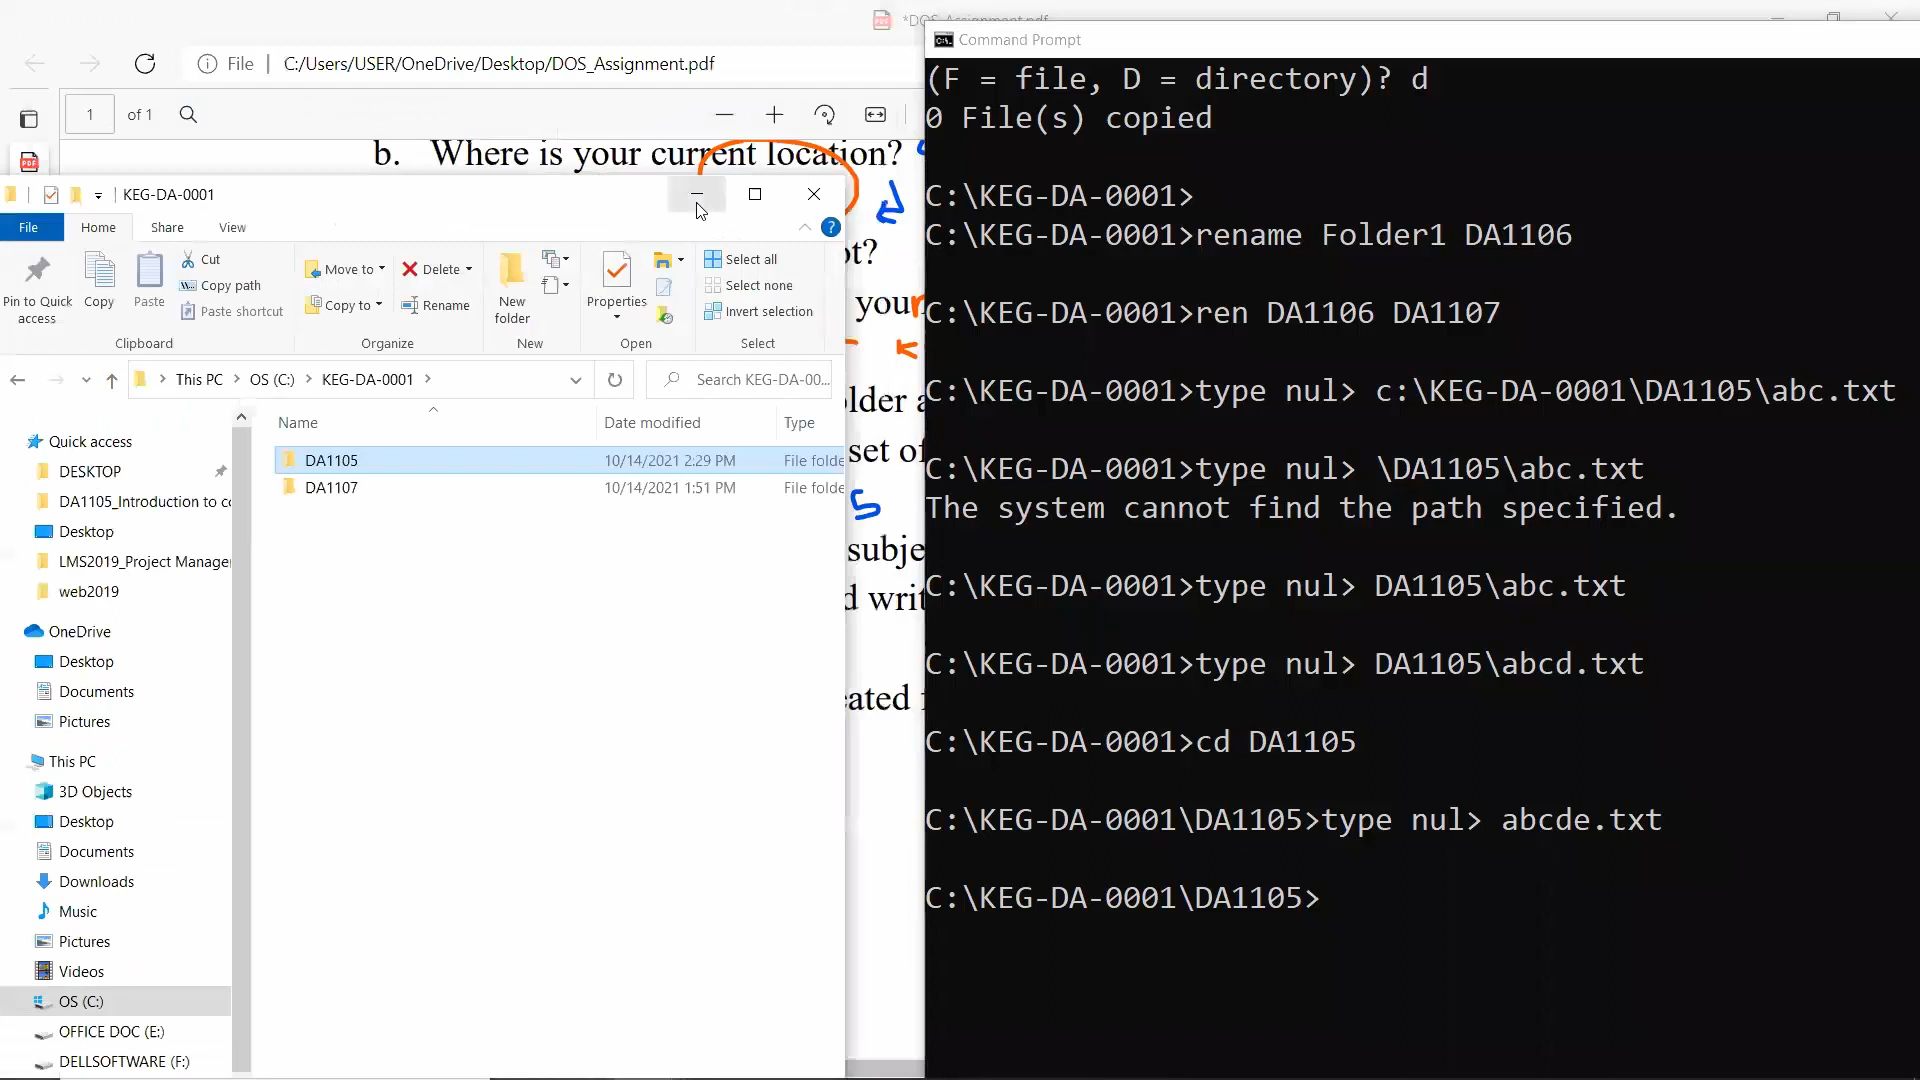 *DOS_Assignment.pdf
File
C:/Users/USER/OneDrive/Desktop/DOS_Assignment.pdf
1 of 1
b. Where is your current location?
ot?
your
lder a
set of
5
subje
d writ
eated f
KEG-DA-0001
File Home Share View
Pin to Quick access
Copy
Paste
Cut
Copy path
Paste shortcut
Move to
Copy to
Delete
Rename
New folder
Properties
Select all
Select none
Invert selection
Clipboard Organize New Open Select
This PC > OS (C:) > KEG-DA-0001 >
Search KEG-DA-00...
Name Date modified Type
DA1105 10/14/2021 2:29 PM File folde
DA1107 10/14/2021 1:51 PM File folde
Quick access
DESKTOP
DA1105_Introduction to co
Desktop
LMS2019_Project Manager
web2019
OneDrive
Desktop
Documents
Pictures
This PC
3D Objects
Desktop
Documents
Downloads
Music
Pictures
Videos
OS (C:)
OFFICE DOC (E:)
DELLSOFTWARE (F:)
Command Prompt
(F = file, D = directory)? d
0 File(s) copied
C:\KEG-DA-0001>
C:\KEG-DA-0001>rename Folder1 DA1106
C:\KEG-DA-0001>ren DA1106 DA1107
C:\KEG-DA-0001>type nul> c:\KEG-DA-0001\DA1105\abc.txt
C:\KEG-DA-0001>type nul> \DA1105\abc.txt
The system cannot find the path specified.
C:\KEG-DA-0001>type nul> DA1105\abc.txt
C:\KEG-DA-0001>type nul> DA1105\abcd.txt
C:\KEG-DA-0001>cd DA1105
C:\KEG-DA-0001\DA1105>type nul> abcde.txt
C:\KEG-DA-0001\DA1105>